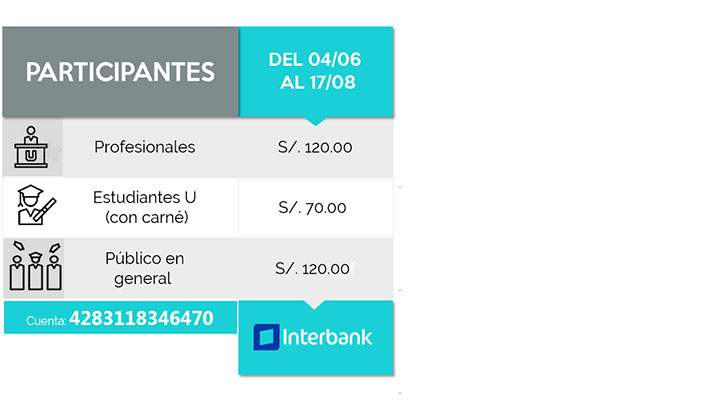 PARTICIPANTES
DEL 04/06
AL 17/08
Profesionales
S/. 120.00
Estudiantes U
(con carné)
S/. 70.00
Público en
general
S/. 120.00
Cuenta: 4283118346470
Interbank